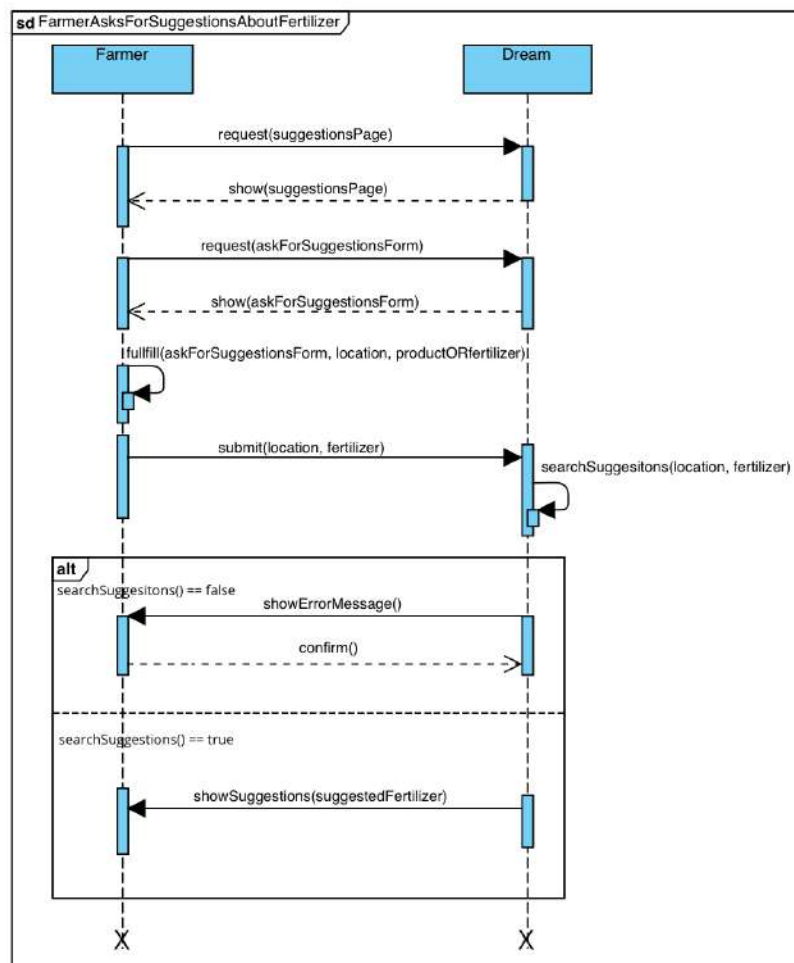 sd FarmerAsksForSuggestionsAboutFertilizer
Farmer
Dream
request(suggestionsPage)
show(suggestionsPage)
request(askForSuggestionsForm)
show(askForSuggestionsForm)
fullfill(askForSuggestionsForm, location, productORfertilizer)
submit(location, fertilizer)
searchSuggesitons(location, fertilizer)
alt
searchSuggesitons() == false
showErrorMessage()
confirm()
searchSuggestions() == true
showSuggestions(suggestedFertilizer)